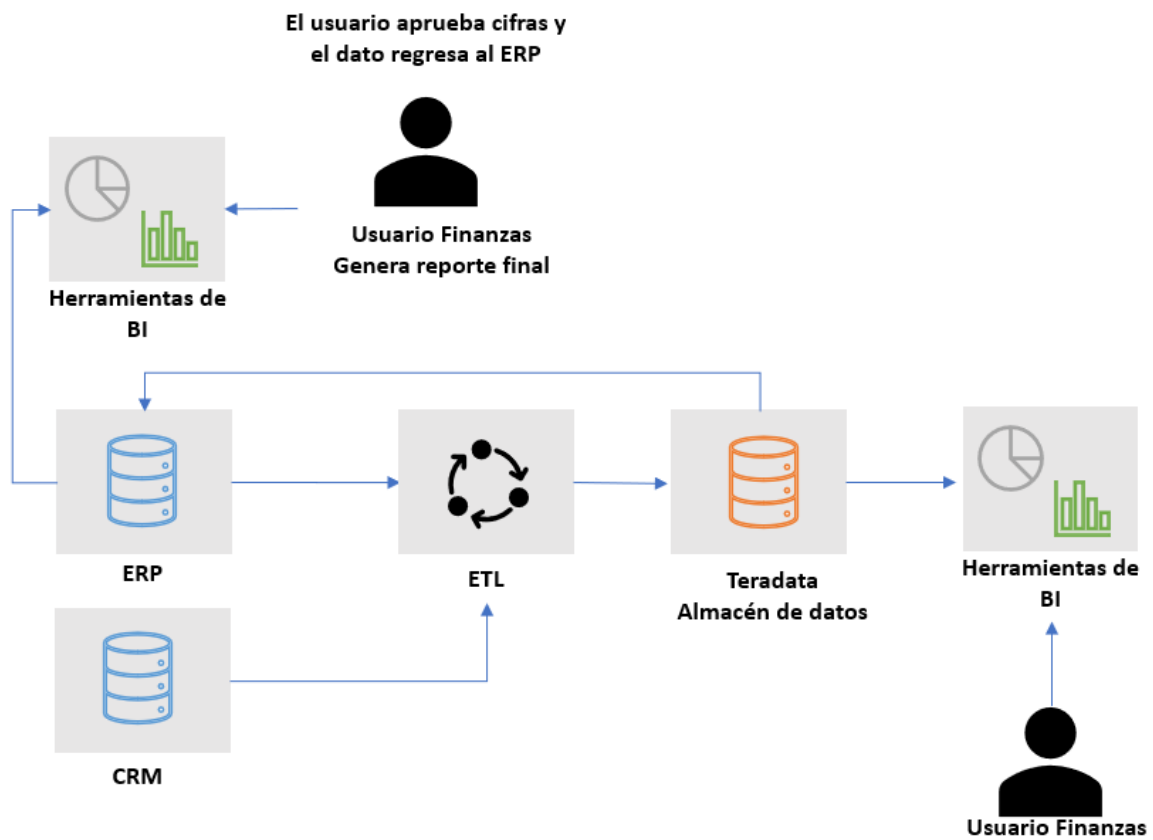 El usuario aprueba cifras y
el dato regresa al ERP
Usuario Finanzas
Genera reporte final
Herramientas de
BI
ERP
ETL
Teradata
Almacén de datos
Herramientas de
BI
CRM
Usuario Finanzas